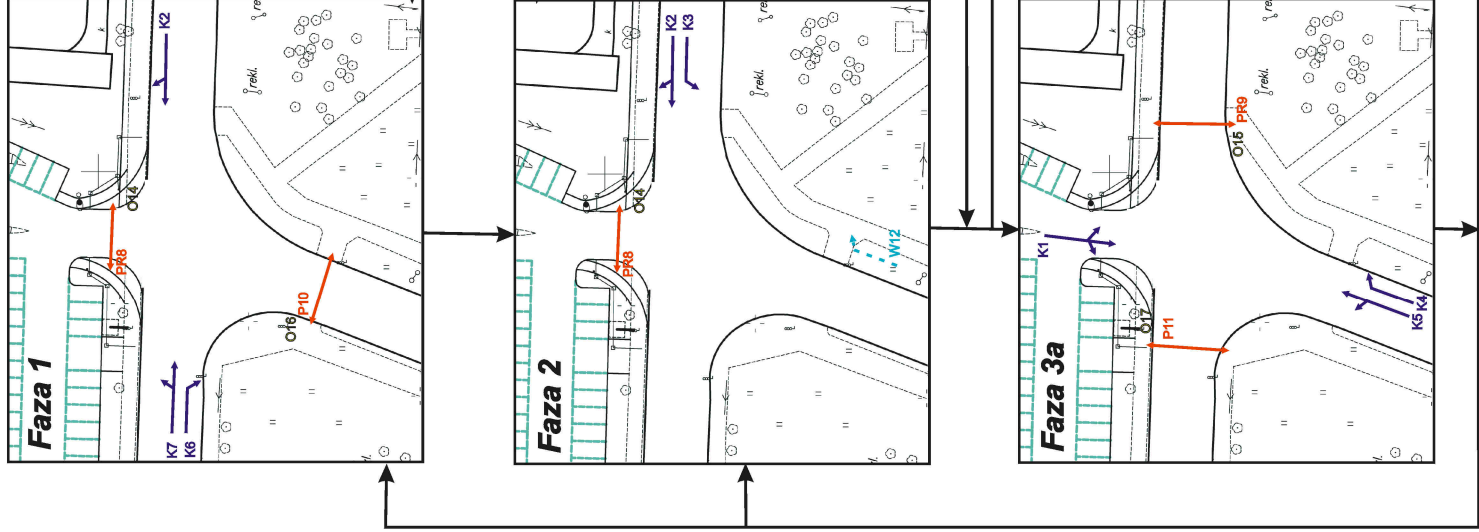 Faza 1
K2
rekl.
O14
PR8
P10
O16
K7
K6
k
rekl.
Faza 2
K2
K3
rekl.
O14
PR8
W12
k
Faza 3a
K1
rekl.
PR9
O15
O17
P11
K5
K4
k